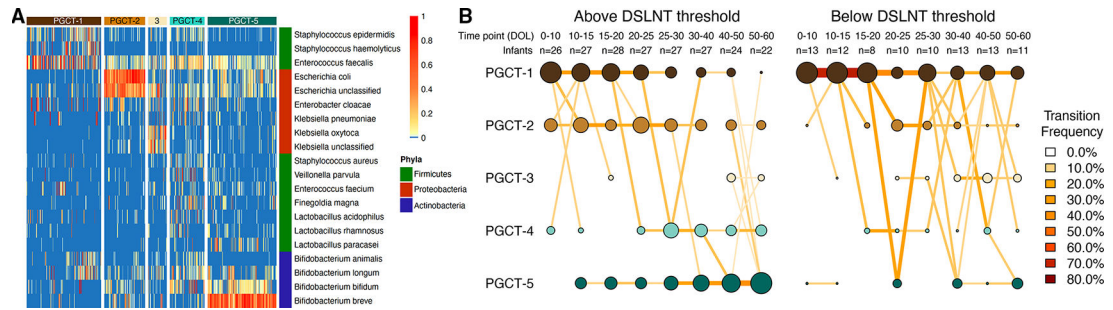 A
PGCT-1 PGCT-2 3 PGCT-4 PGCT-5
Staphylococcus epidermis
Staphylococcus haemolyticus
Enterococcus faecalis
Escherichia coli
Escherichia unclassified
Enterobacter cloacae
Klebsiella pneumoniae
Klebsiella oxytoca
Klebsiella unclassified
Staphylococcus aureus
Veillonella parvula
Enterococcus faecium
Finegoldia magna
Lactobacillus acidophilus
Lactobacillus rhamnosus
Lactobacillus paracasei
Bifidobacterium animalis
Bifidobacterium longum
Bifidobacterium bifidum
Bifidobacterium breve
1
0.8
0.6
0.4
0.2
0
Phyla
Firmicutes
Proteobacteria
Actinobacteria
B
Above DSLNT threshold
Below DSLNT threshold
Time point (DOL) 0-10 10-15 15-20 20-25 25-30 30-40 40-50 50-60
0-10 10-15 15-20 20-25 25-30 30-40 40-50 50-60
Infants n=26 n=27 n=28 n=27 n=27 n=27 n=24 n=22
n=13 n=12 n=8 n=10 n=10 n=13 n=13 n=11
PGCT-1
PGCT-2
PGCT-3
PGCT-4
PGCT-5
Transition
Frequency
0.0%
10.0%
20.0%
30.0%
40.0%
50.0%
60.0%
70.0%
80.0%